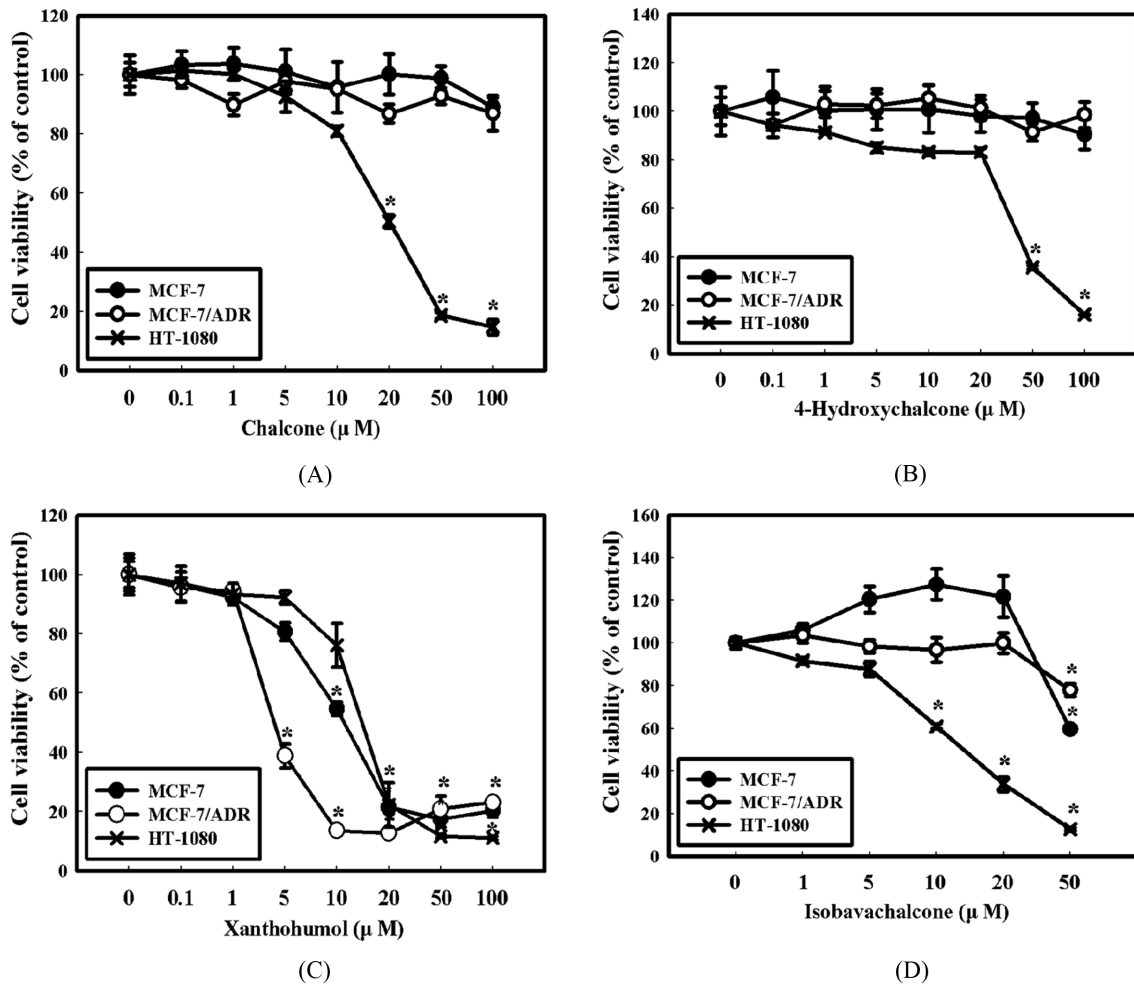 Cell viability (% of control)
120
100
80
60
40
20
0
*
* *
MCF-7
MCF-7/ADR
HT-1080
0 0.1 1 5 10 20 50 100
Chalcone (μ M)
(A)
Cell viability (% of control)
140
120
100
80
60
40
20
0
*
*
MCF-7
MCF-7/ADR
HT-1080
0 0.1 1 5 10 20 50 100
4-Hydroxychalcone (μ M)
(B)
Cell viability (% of control)
120
100
80
60
40
20
0
*
*
* * *
*
*
MCF-7
MCF-7/ADR
HT-1080
0 0.1 1 5 10 20 50 100
Xanthohumol (μ M)
(C)
Cell viability (% of control)
160
140
120
100
80
60
40
20
0
*
*
*
*
*
MCF-7
MCF-7/ADR
HT-1080
0 1 5 10 20 50
Isobavachalcone (μ M)
(D)